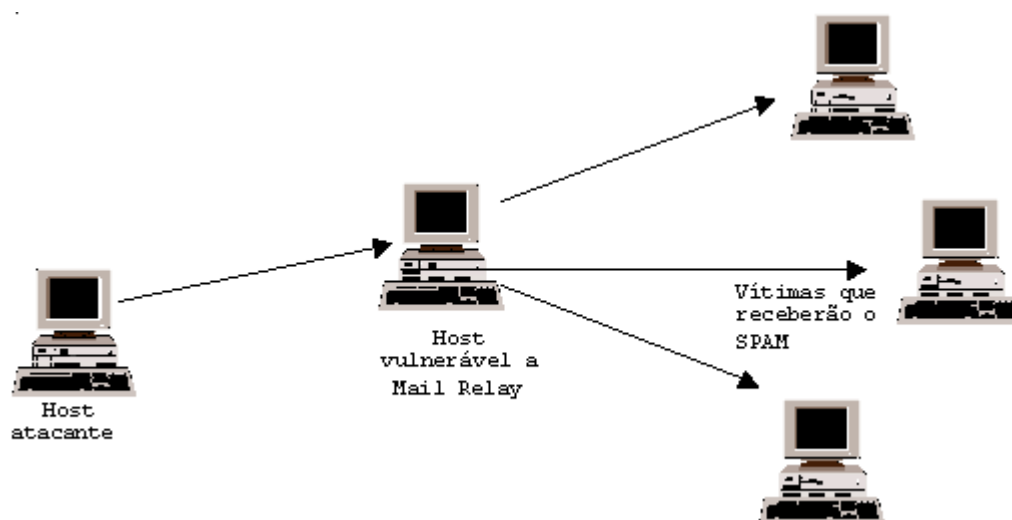 Host
atacante
Host
vulnerável a
Mail Relay
Vítimas que
receberão o
SPAM